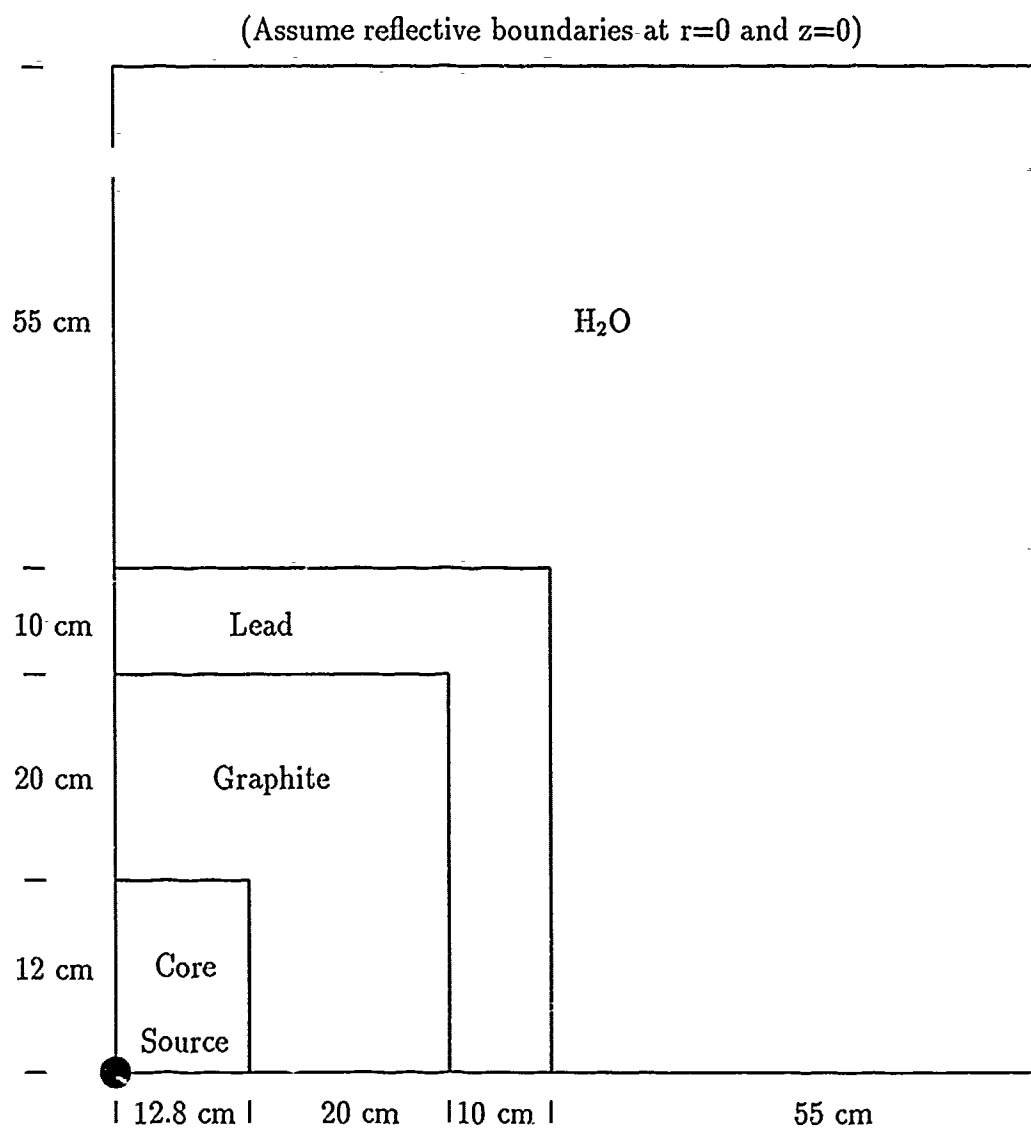 (Assume reflective boundaries at r=0 and z=0)
55 cm
H₂O
10 cm
Lead
20 cm
Graphite
12 cm
Core
Source
12.8 cm
20 cm
10 cm
55 cm